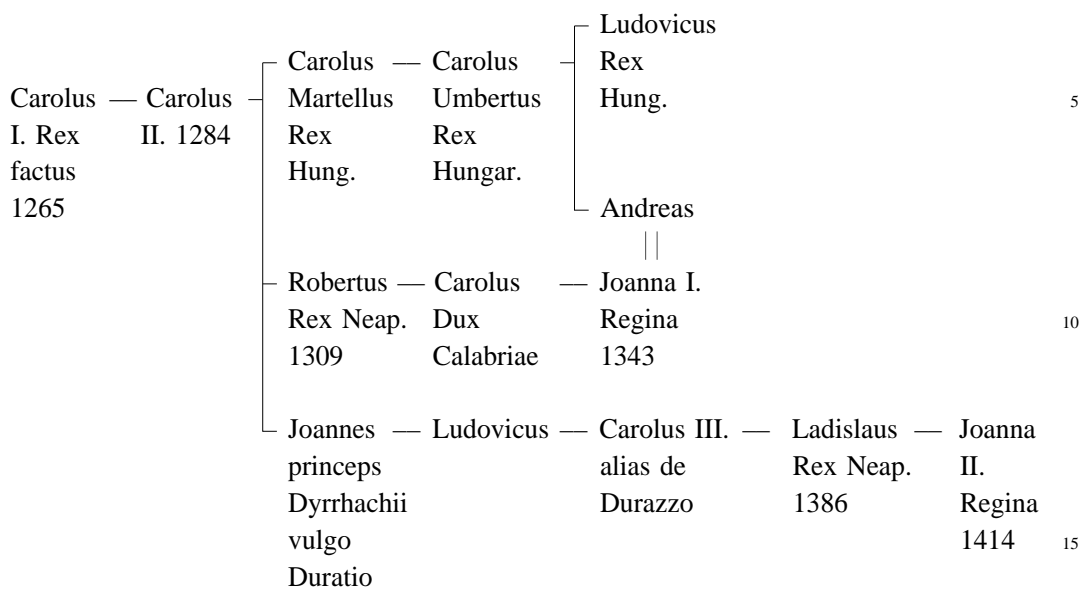 Ludovicus
Carolus — Carolus Rex
Carolus — Carolus Martellus Umbertus Hung. 5
I. Rex II. 1284 Rex Rex
factus Hung. Hungar.
1265 Andreas
||
Robertus — Carolus — Joanna I.
Rex Neap. Dux Regina 10
1309 Calabriae 1343
Joannes — Ludovicus — Carolus III. — Ladislaus — Joanna
princeps alias de Rex Neap. II.
Dyrrhachii Durazzo 1386 Regina
vulgo 1414 15
Duratio